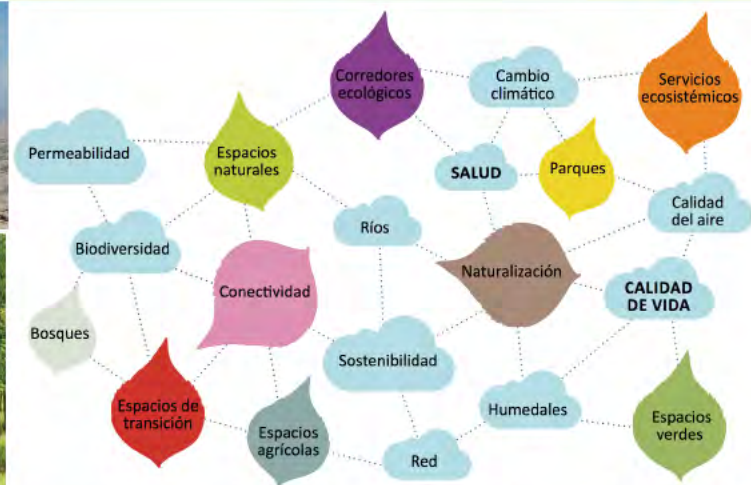 Corredores
ecológicos
Cambio
climático
Servicios
ecosistémicos
Permeabilidad
Espacios
naturales
SALUD
Parques
Calidad
del aire
Ríos
Biodiversidad
Naturalización
Conectividad
CALIDAD
DE VIDA
Bosques
Sostenibilidad
Espacios de
transición
Humedales
Espacios
verdes
Espacios
agrícolas
Red